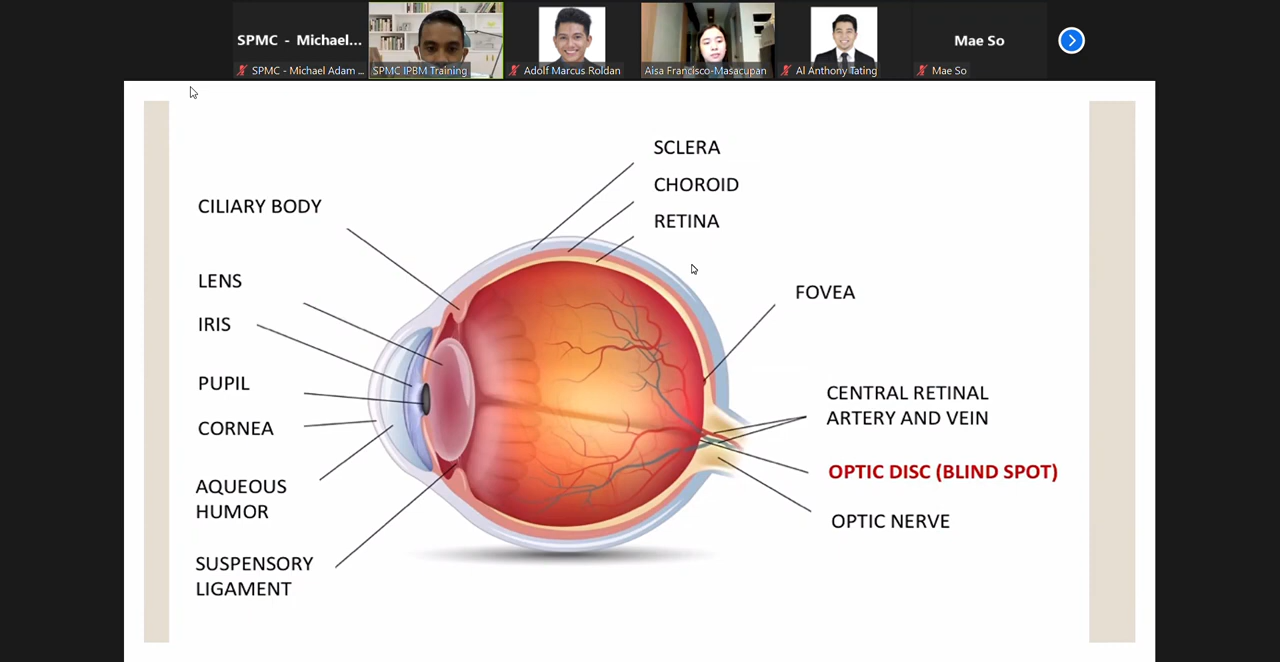 SPMC - Michael...
Mae So
SPMC - Michael Adam ...
SPMC IPBM Training
Adolf Marcus Roldan
Aisa Francisco-Masacupan
Al Anthony Tating
Mae So
SCLERA
CHOROID
RETINA
CILIARY BODY
LENS
IRIS
PUPIL
CORNEA
AQUEOUS
HUMOR
SUSPENSORY
LIGAMENT
FOVEA
CENTRAL RETINAL
ARTERY AND VEIN
OPTIC DISC (BLIND SPOT)
OPTIC NERVE